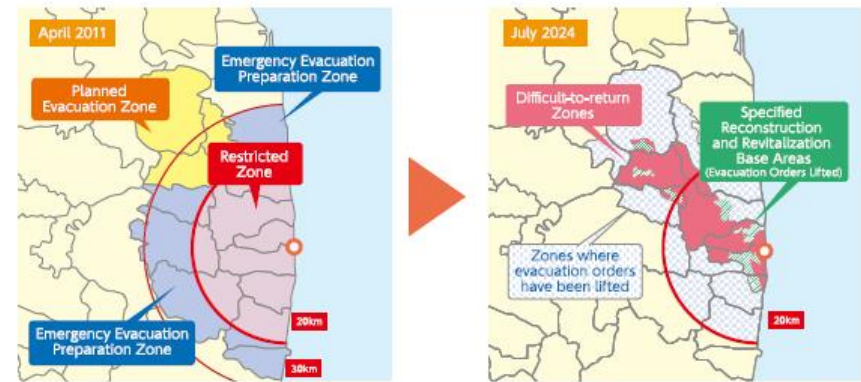 April 2011
Emergency Evacuation
Preparation Zone
Planned
Evacuation Zone
Restricted
Zone
Emergency Evacuation
Preparation Zone
20km
30km
July 2024
Difficult-to-return
Zones
Specified
Reconstruction
and Revitalization
Base Areas
(Evacuation Orders Lifted)
Zones where
evacuation orders
have been lifted
20km